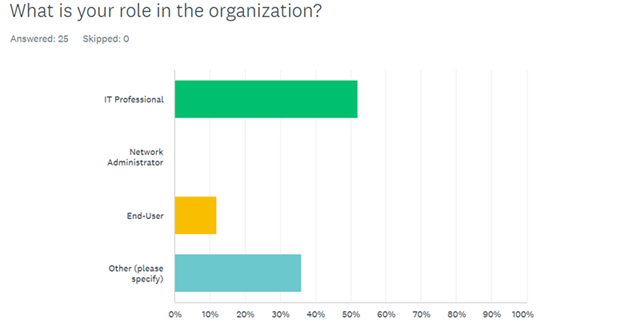 What is your role in the organization?
Answered: 25 Skipped: 0
IT Professional
Network
Administrator
End-User
Other (please
specify)
0% 10% 20% 30% 40% 50% 60% 70% 80% 90% 100%